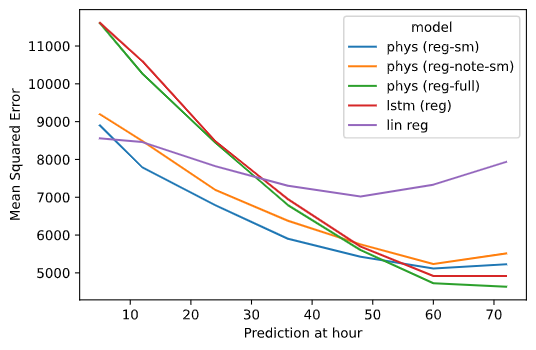 model
phys (reg-sm)
phys (reg-note-sm)
phys (reg-full)
lstm (reg)
lin reg
Mean Squared Error
11000
10000
9000
8000
7000
6000
5000
10 20 30 40 50 60 70
Prediction at hour